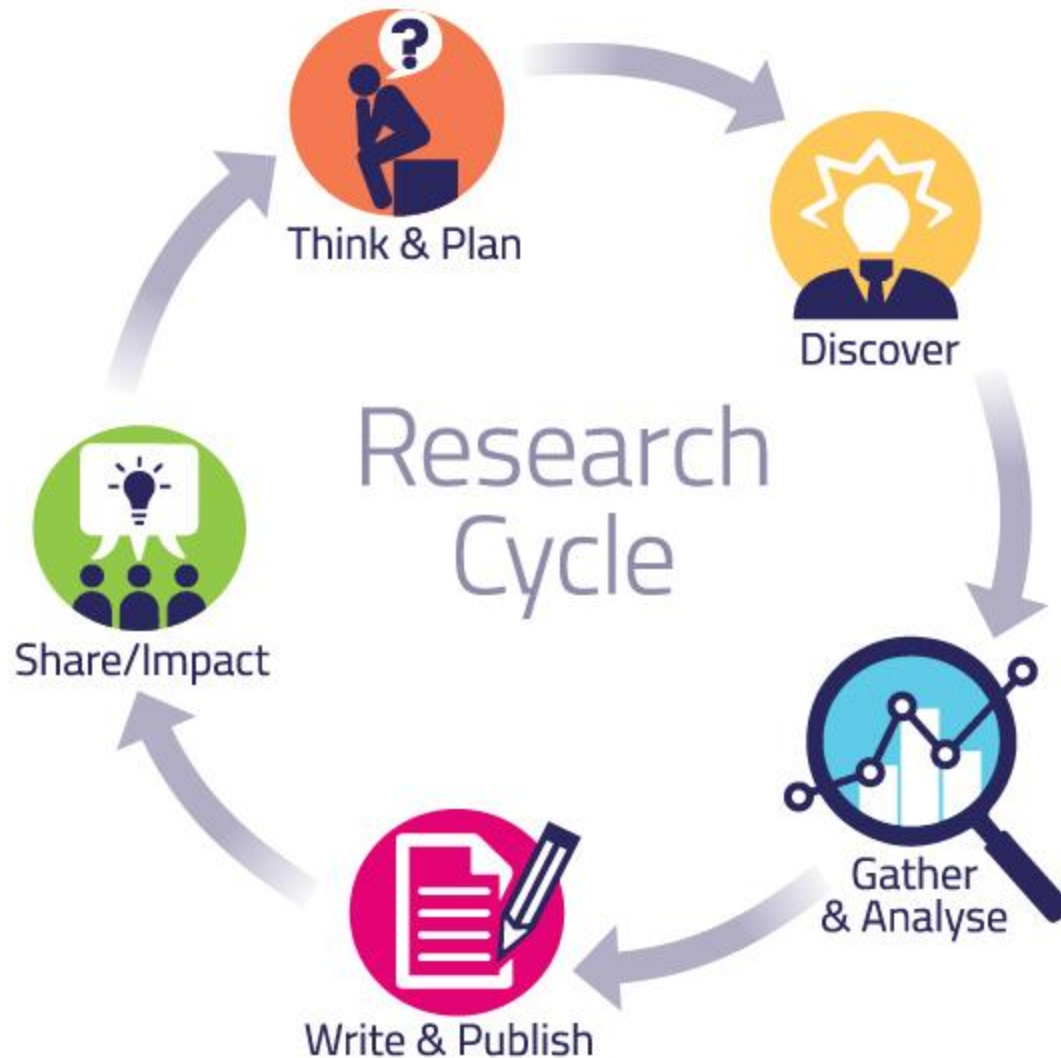 ?
Think & Plan
Discover
Research
Cycle
Share/Impact
Gather
& Analyse
Write & Publish